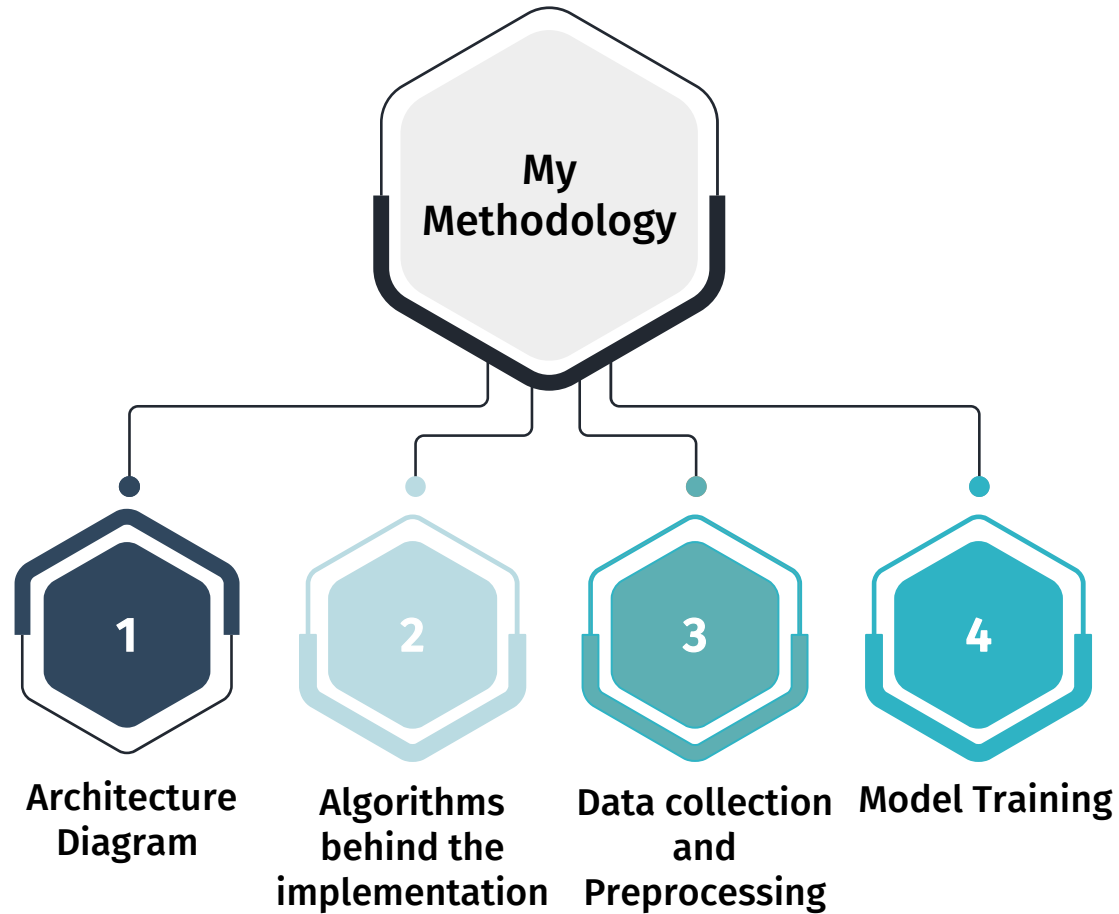 My
Methodology
1
2
3
4
Architecture
Diagram
Algorithms
behind the
implementation
Data collection
and
Preprocessing
Model Training